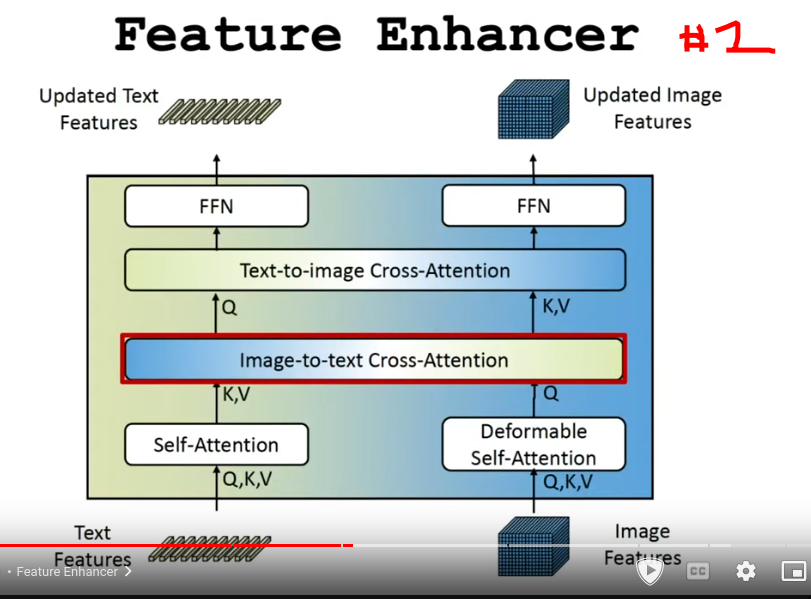 Feature Enhancer #1
Updated Text
Features
Updated Image
Features
FFN
FFN
Text-to-image Cross-Attention
Q
K,V
Image-to-text Cross-Attention
K,V
Q
Self-Attention
Deformable
Self-Attention
Q,K,V
Q,K,V
Text
Features
Image
Features
• Feature Enhancer >
CC